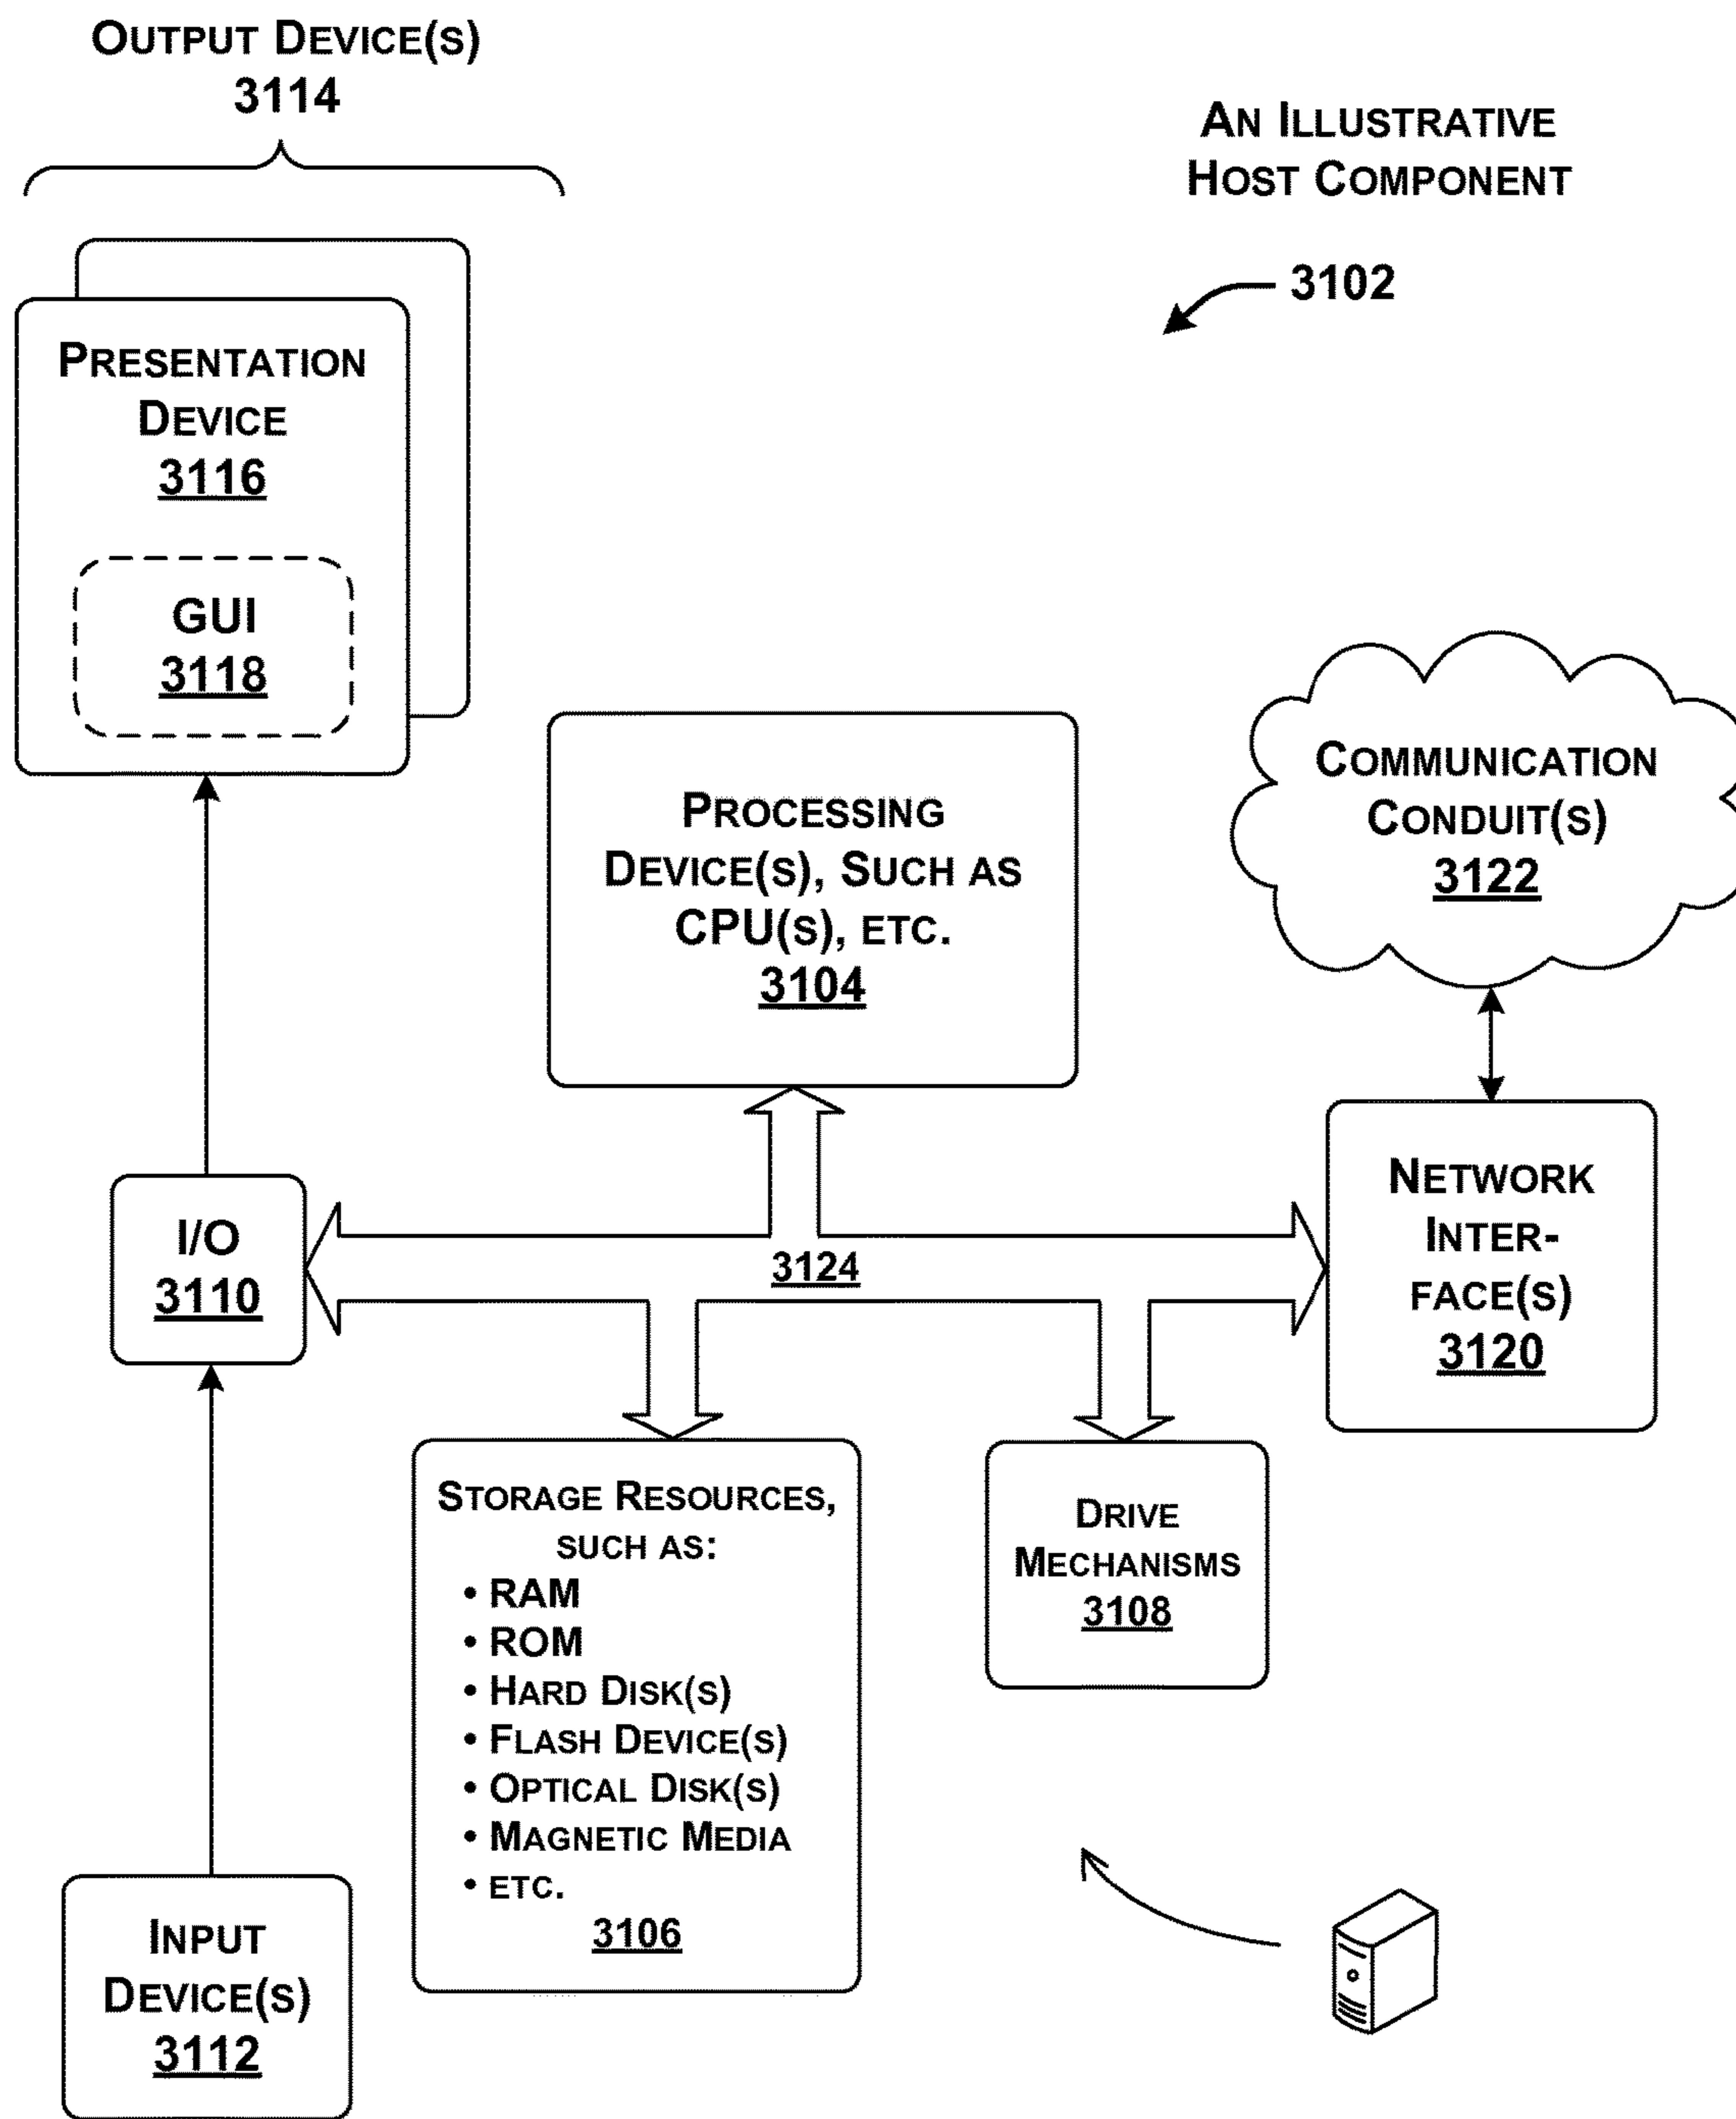 OUTPUT DEVICE(S)
3114
AN ILLUSTRATIVE
HOST COMPONENT
3102
PRESENTATION
DEVICE
3116
GUI
3118
PROCESSING
DEVICE(S), SUCH AS
CPU(S), ETC.
3104
COMMUNICATION
CONDUIT(S)
3122
I/O
3110
3124
NETWORK
INTER-
FACE(S)
3120
STORAGE RESOURCES,
SUCH AS:
• RAM
• ROM
• HARD DISK(S)
• FLASH DEVICE(S)
• OPTICAL DISK(S)
• MAGNETIC MEDIA
• ETC.
3106
DRIVE
MECHANISMS
3108
INPUT
DEVICE(S)
3112